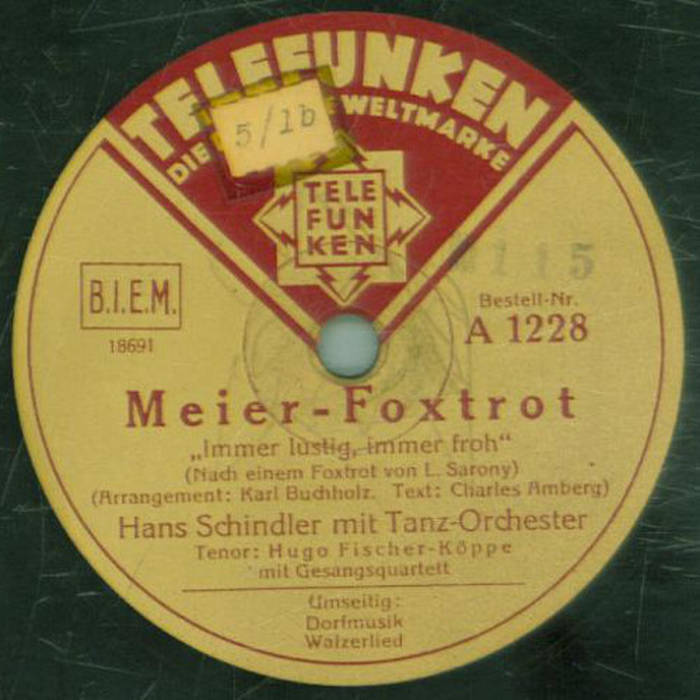 TELEFUNKEN
DIE WELTMARKE
5/1b
TELE
FUN
KEN
115
B.I.E.M.
18691
Bestell-Nr.
A 1228
Meier-Foxtrot
„Immer lustig, immer froh“
(Nach einem Foxtrot von L. Sarony)
(Arrangement: Karl Buchholz. Text: Charles Amberg)
Hans Schindler mit Tanz-Orchester
Tenor: Hugo Fischer-Köppe
mit Gesangsquartett
Umseitig:
Dorfmusik
Walzerlied